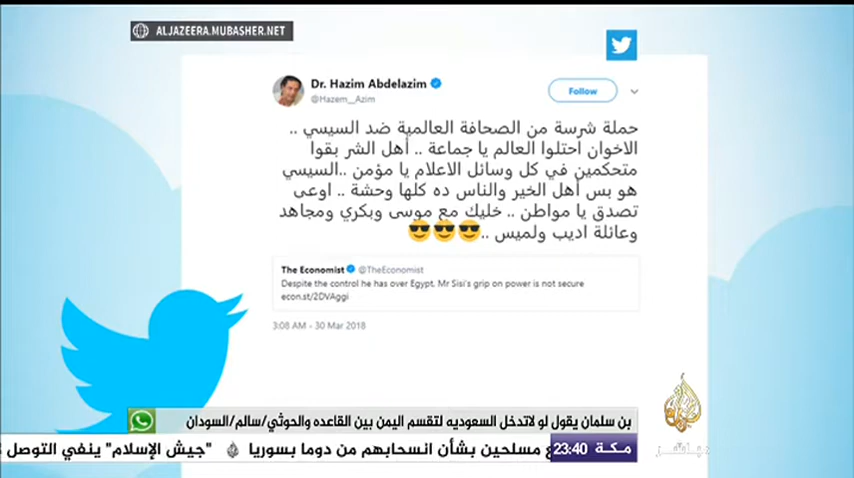 ALJAZEERA.MUBASHER.NET
Dr. Hazim Abdelazim
@Hazem__Azim
Follow
حملة شرسة من الصحافة العالمية ضد السيسي ..
الاخوان احتلوا العالم يا جماعة .. أهل الشر بقوا
متحكمين في كل وسائل الاعلام يا مؤمن ..السيسي
هو بس أهل الخير والناس ده كلها وحشة .. اوعى
تصدق يا مواطن .. خليك مع موسى وبكري ومجاهد
وعائلة اديب ولميس ..😎😎😎
The Economist @TheEconomist
Despite the control he has over Egypt, Mr Sisi's grip on power is not secure
econ.st/2DVAggi
3:08 AM - 30 Mar 2018
بن سلمان يقول لو لاتدخل السعوديه لتقسم اليمن بين القاعده والحوثي/سالم/السودان
مباشر
مكة 23:40
مسلحين بشأن انسحابهم من دوما بسوريا "جيش الإسلام" ينفي التوصل